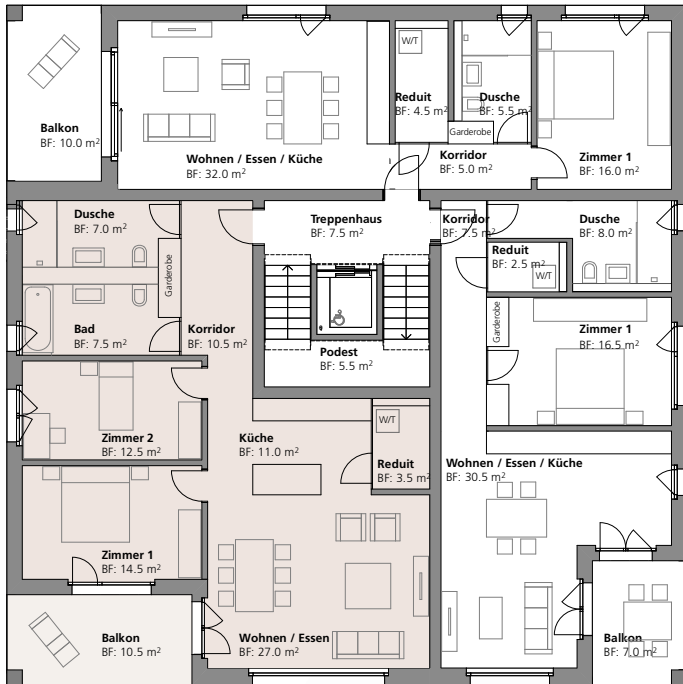 W/T
Reduit
BF: 4.5 m²
Dusche
BF: 5.5 m²
Garderobe
Balkon
BF: 10.0 m²
Wohnen / Essen / Küche
BF: 32.0 m²
Korridor
BF: 5.0 m²
Zimmer 1
BF: 16.0 m²
Dusche
BF: 7.0 m²
Treppenhaus
BF: 7.5 m²
Korridor
BF: 7.5 m²
Dusche
BF: 8.0 m²
Reduit
BF: 2.5 m²
W/T
Garderobe
Bad
BF: 7.5 m²
Korridor
BF: 10.5 m²
Podest
BF: 5.5 m²
Garderobe
Zimmer 1
BF: 16.5 m²
Zimmer 2
BF: 12.5 m²
Küche
BF: 11.0 m²
W/T
Reduit
BF: 3.5 m²
Wohnen / Essen / Küche
BF: 30.5 m²
Zimmer 1
BF: 14.5 m²
Balkon
BF: 10.5 m²
Wohnen / Essen
BF: 27.0 m²
Balkon
BF: 7.0 m²